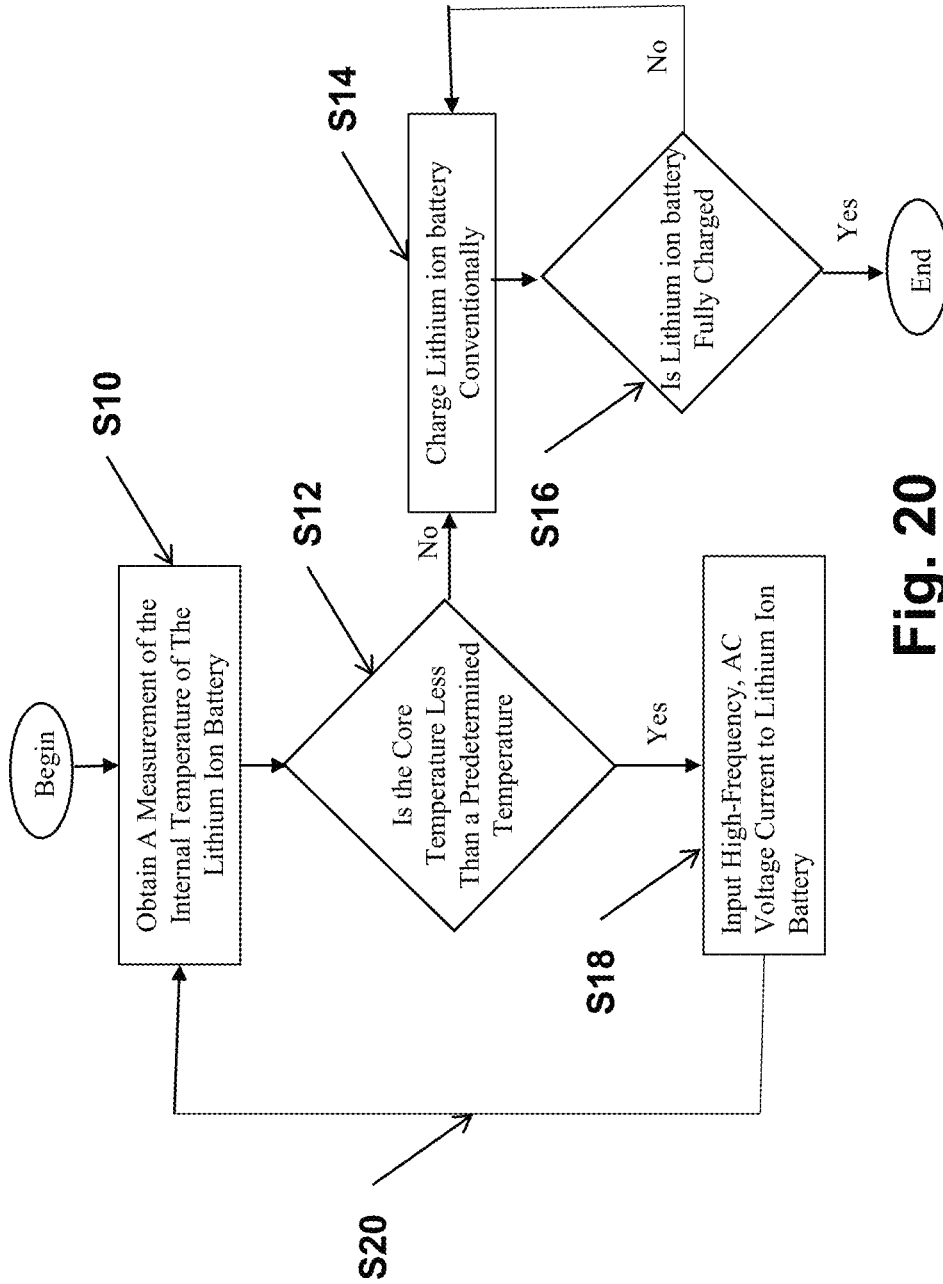 Begin
S10
Obtain A Measurement of the
Internal Temperature of The
Lithium Ion Battery
S12
Is the Core
Temperature Less
Than a Predetermined
Temperature
No
S14
Charge Lithium ion battery
Conventionally
S16
Is Lithium ion battery
Fully Charged
No
Yes
End
Yes
S18
Input High-Frequency, AC
Voltage Current to Lithium Ion
Battery
S20
Fig. 20